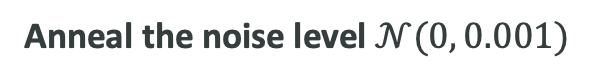 Anneal the noise level 𝒩(0, 0.001)